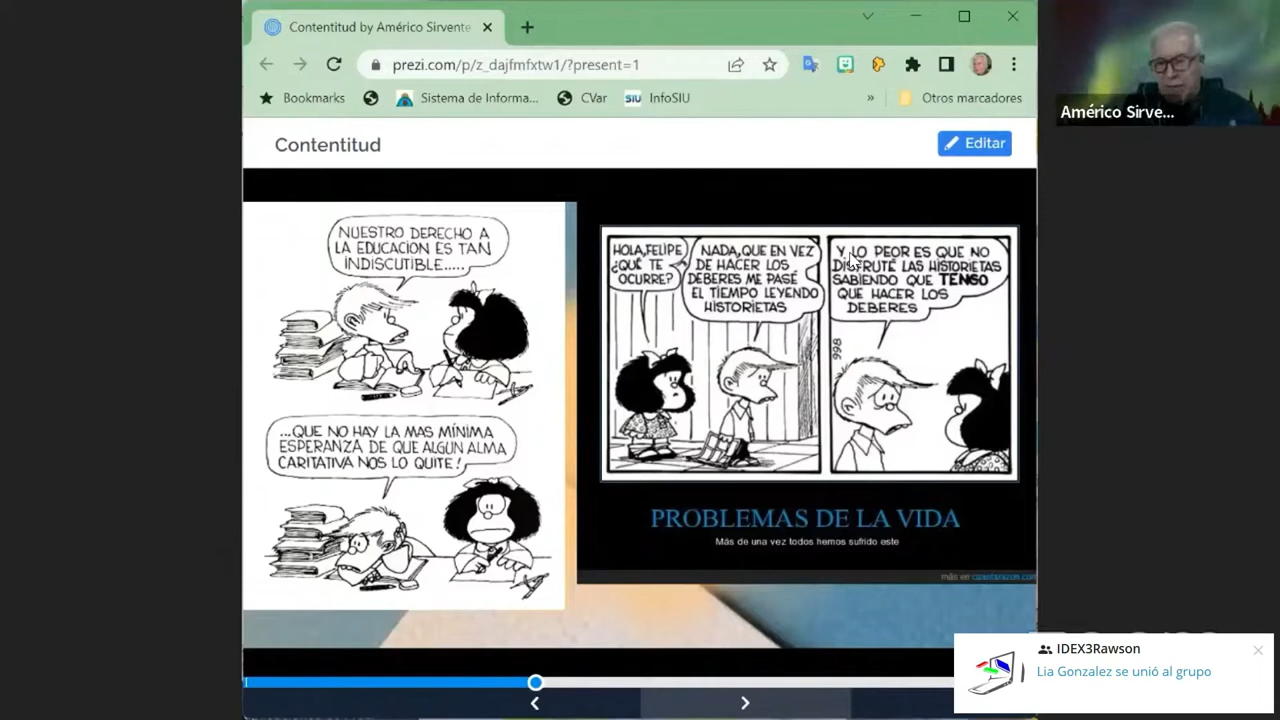 Contentitud by Américo Sirvente
prezi.com/p/z_dajfmfxtw1/?present=1
Bookmarks
Sistema de Informa...
CVar
SIU
InfoSIU
»
Otros marcadores
Contentitud
Editar
Américo Sirve...
NUESTRO DERECHO A
LA EDUCACION ES TAN
INDISCUTIBLE.....
...QUE NO HAY LA MAS MÍNIMA
ESPERANZA DE QUE ALGUN ALMA
CARITATIVA NOS LO QUITE!
HOLA, FELIPE
¿QUÉ TE
OCURRE?
NADA, QUE EN VEZ
DE HACER LOS
DEBERES ME PASÉ
EL TIEMPO LEYENDO
HISTORIETAS
Y LO PEOR ES QUE NO
DISFRUTÉ LAS HISTORIETAS
SABIENDO QUE TENGO
QUE HACER LOS
DEBERES
998
PROBLEMAS DE LA VIDA
Más de una vez todos hemos sufrido este
más en
IDEX3Rawson
Lia Gonzalez se unió al grupo